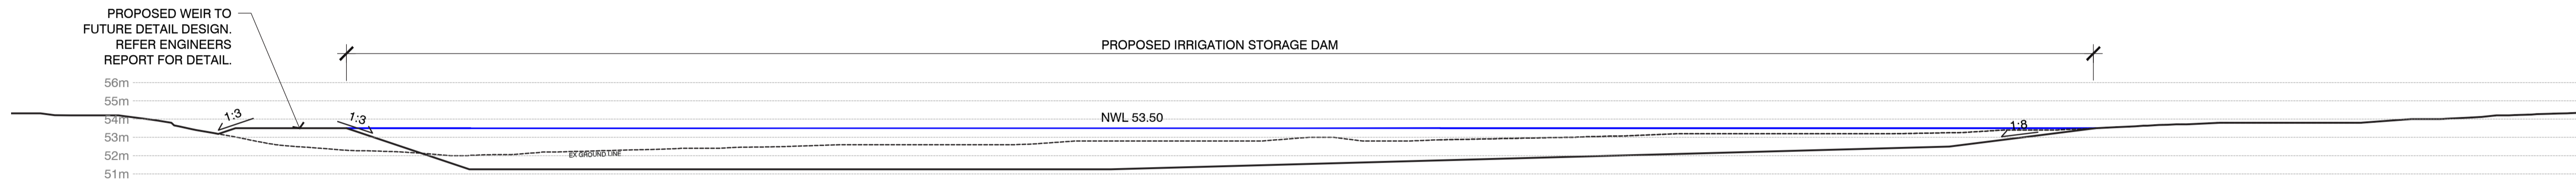 PROPOSED WEIR TO
FUTURE DETAIL DESIGN.
REFER ENGINEERS
REPORT FOR DETAIL.
PROPOSED IRRIGATION STORAGE DAM
56m
55m
54m
53m
52m
51m
1:3
1:3
NWL 53.50
1:8
EX GROUND LINE